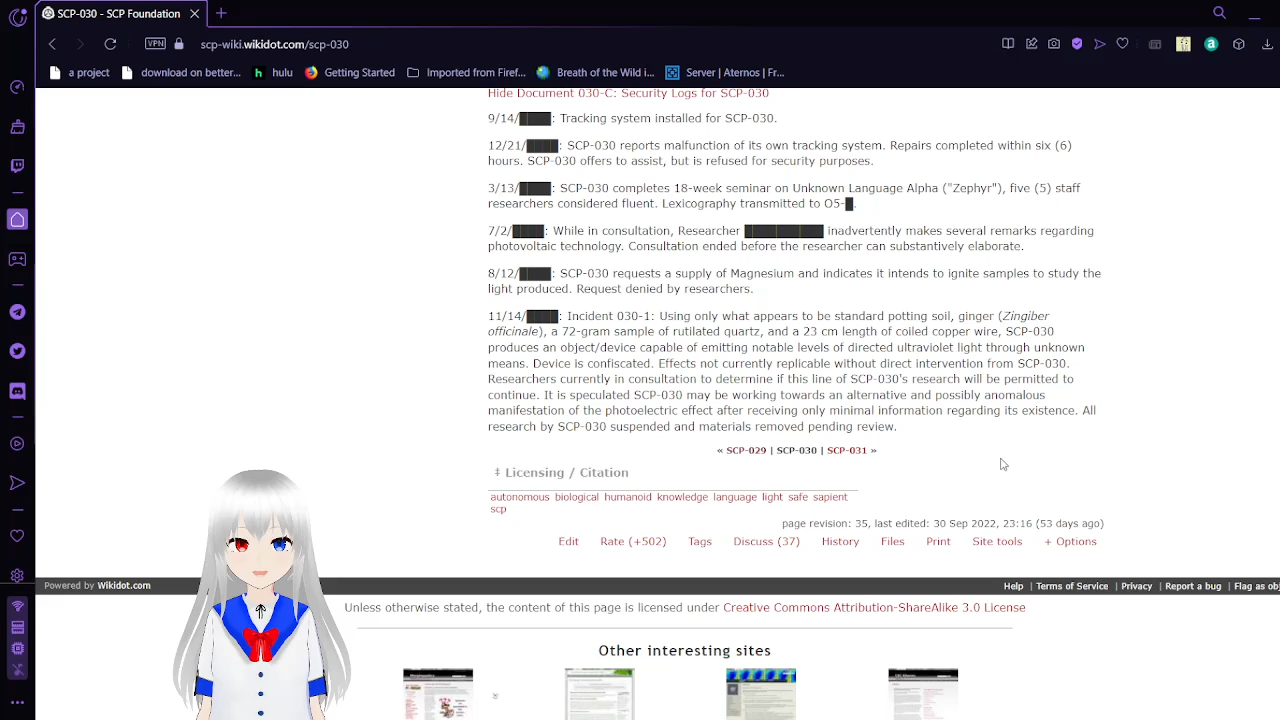 SCP-030 - SCP Foundation
VPN
scp-wiki.wikidot.com/scp-030
a project
download on better...
hulu
Getting Started
Imported from Firef...
Breath of the Wild i...
Server | Aternos | Fr...
Hide Document 030-C: Security Logs for SCP-030
9/14/████: Tracking system installed for SCP-030.
12/21/████: SCP-030 reports malfunction of its own tracking system. Repairs completed within six (6)
hours. SCP-030 offers to assist, but is refused for security purposes.
3/13/████: SCP-030 completes 18-week seminar on Unknown Language Alpha ("Zephyr"), five (5) staff
researchers considered fluent. Lexicography transmitted to O5-█.
7/2/████: While in consultation, Researcher ██████████ inadvertently makes several remarks regarding
photovoltaic technology. Consultation ended before the researcher can substantively elaborate.
8/12/████: SCP-030 requests a supply of Magnesium and indicates it intends to ignite samples to study the
light produced. Request denied by researchers.
11/14/████: Incident 030-1: Using only what appears to be standard potting soil, ginger (Zingiber
officinale), a 72-gram sample of rutilated quartz, and a 23 cm length of coiled copper wire, SCP-030
produces an object/device capable of emitting notable levels of directed ultraviolet light through unknown
means. Device is confiscated. Effects not currently replicable without direct intervention from SCP-030.
Researchers currently in consultation to determine if this line of SCP-030's research will be permitted to
continue. It is speculated SCP-030 may be working towards an alternative and possibly anomalous
manifestation of the photoelectric effect after receiving only minimal information regarding its existence. All
research by SCP-030 suspended and materials removed pending review.
« SCP-029 | SCP-030 | SCP-031 »
‡ Licensing / Citation
autonomous biological humanoid knowledge language light safe sapient
scp
page revision: 35, last edited: 30 Sep 2022, 23:16 (53 days ago)
Edit Rate (+502) Tags Discuss (37) History Files Print Site tools + Options
Powered by Wikidot.com
Help | Terms of Service | Privacy | Report a bug | Flag as ob
Unless otherwise stated, the content of this page is licensed under Creative Commons Attribution-ShareAlike 3.0 License
Other interesting sites